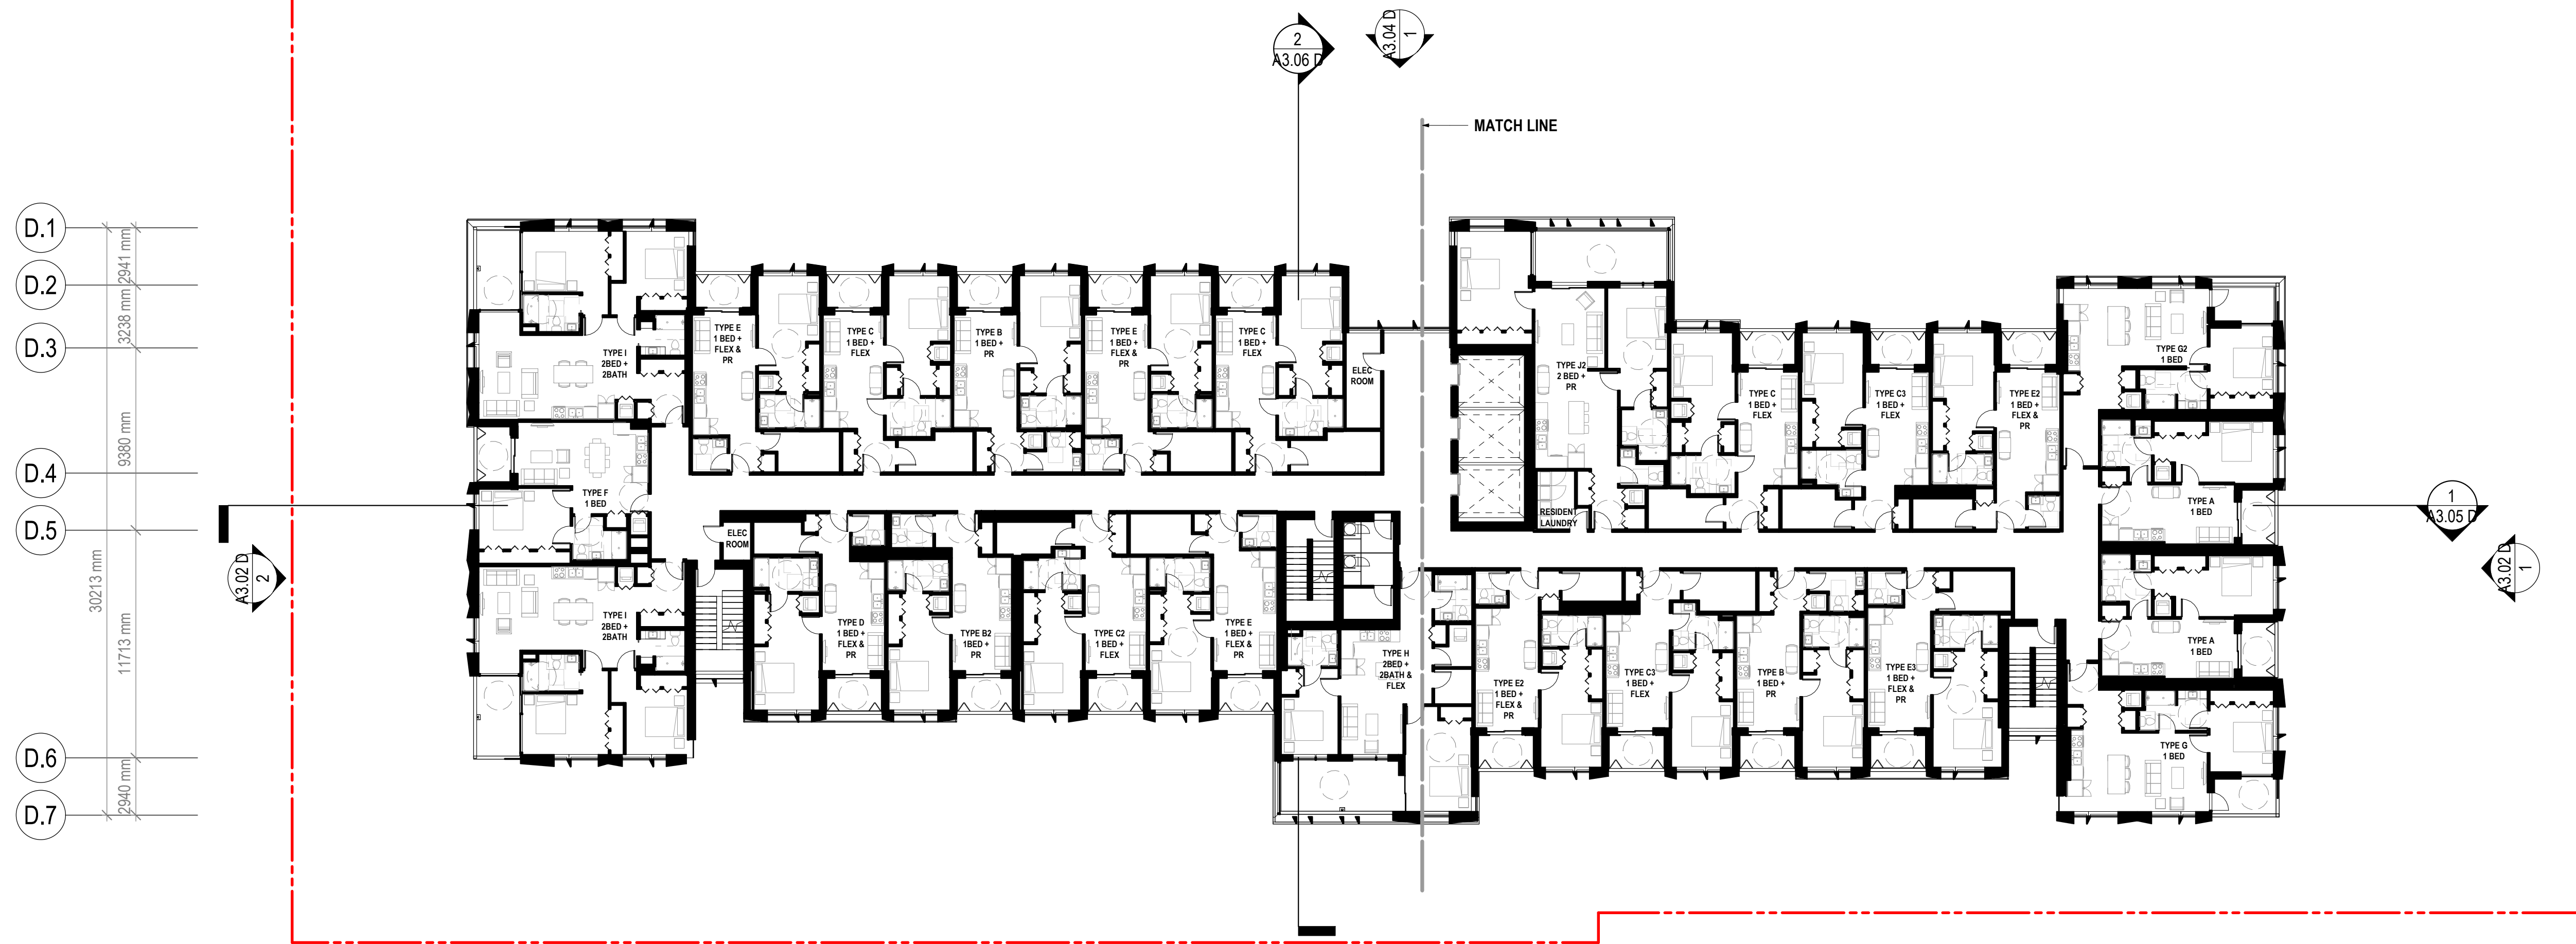 2
A3.06 D
A3.04 D
1
MATCH LINE
D.1
D.2
D.3
D.4
D.5
D.6
D.7
2941 mm
3238 mm
9380 mm
11713 mm
2940 mm
30213 mm
A3.02 D
2
TYPE I
2BED +
2BATH
TYPE E
1 BED +
FLEX &
PR
TYPE C
1 BED +
FLEX
TYPE B
1 BED +
PR
TYPE E
1 BED +
FLEX &
PR
TYPE C
1 BED +
FLEX
ELEC
ROOM
TYPE J2
2 BED +
PR
TYPE C
1 BED +
FLEX
TYPE C3
1 BED +
FLEX
TYPE E2
1 BED +
FLEX &
PR
TYPE G2
1 BED
TYPE F
1 BED
RESIDENT
LAUNDRY
TYPE A
1 BED
1
A3.05 D
A3.02 D
1
ELEC
ROOM
TYPE I
2BED +
2BATH
TYPE D
1 BED +
FLEX &
PR
TYPE B2
1BED +
PR
TYPE C2
1 BED +
FLEX
TYPE E
1 BED +
FLEX &
PR
TYPE H
2BED +
2BATH &
FLEX
TYPE E2
1 BED +
FLEX &
PR
TYPE C3
1 BED +
FLEX
TYPE B
1 BED +
PR
TYPE E3
1 BED +
FLEX &
PR
TYPE A
1 BED
TYPE G
1 BED